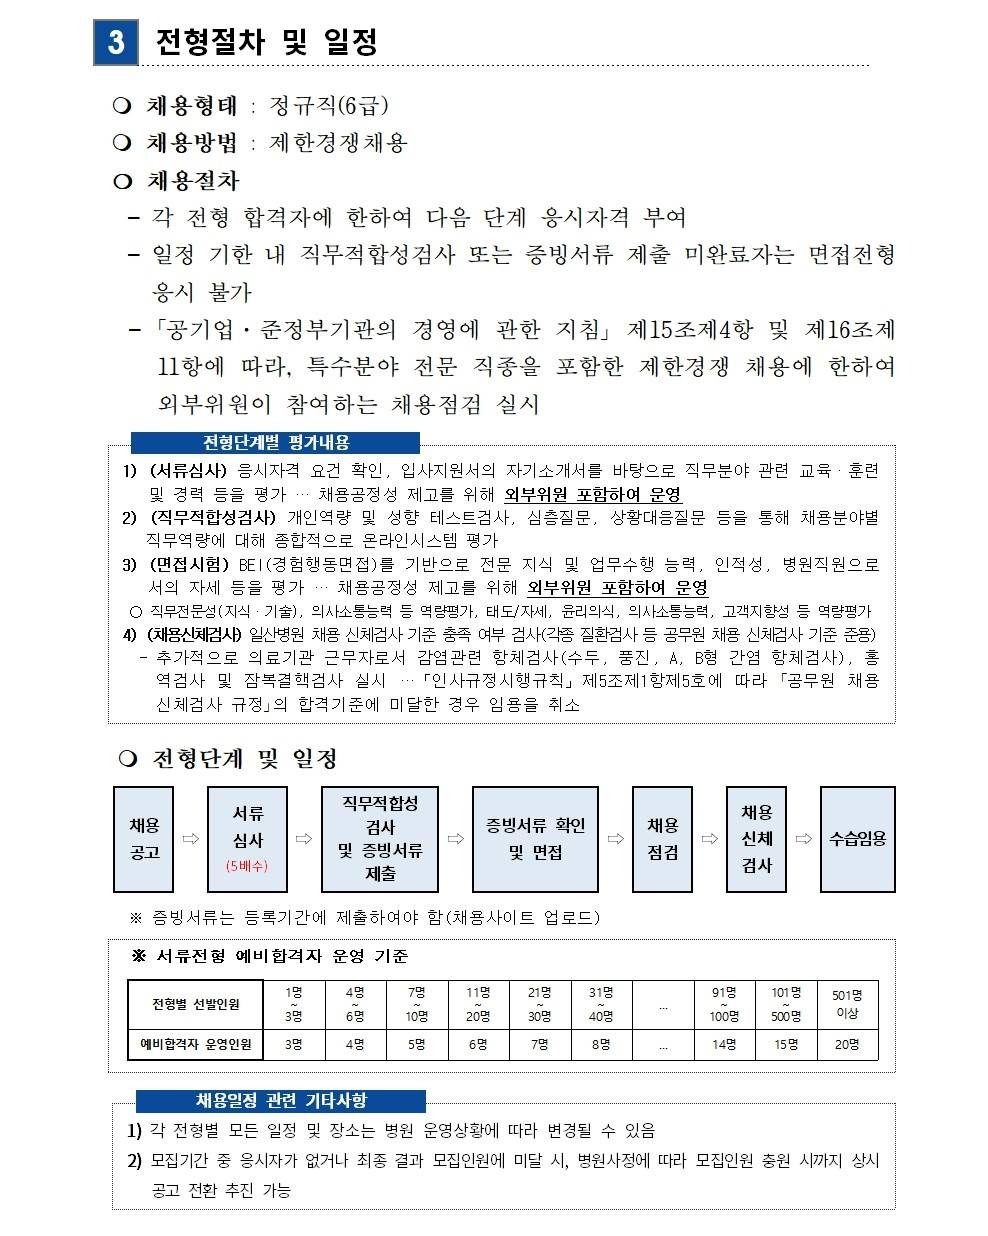 3 전형절차 및 일정
❍ 채용형태 : 정규직(6급)
❍ 채용방법 : 제한경쟁채용
❍ 채용절차
- 각 전형 합격자에 한하여 다음 단계 응시자격 부여
- 일정 기한 내 직무적합성검사 또는 증빙서류 제출 미완료자는 면접전형
응시 불가
- 「공기업·준정부기관의 경영에 관한 지침」 제15조제4항 및 제16조제
11항에 따라, 특수분야 전문 직종을 포함한 제한경쟁 채용에 한하여
외부위원이 참여하는 채용점검 실시
전형단계별 평가내용
1) (서류심사) 응시자격 요건 확인, 입사지원서의 자기소개서를 바탕으로 직무분야 관련 교육·훈련
및 경력 등을 평가 … 채용공정성 제고를 위해 외부위원 포함하여 운영
2) (직무적합성검사) 개인역량 및 성향 테스트검사, 심층질문, 상황대응질문 등을 통해 채용분야별
직무역량에 대해 종합적으로 온라인시스템 평가
3) (면접시험) BEI(경험행동면접)를 기반으로 전문 지식 및 업무수행 능력, 인적성, 병원직원으로
서의 자세 등을 평가 … 채용공정성 제고를 위해 외부위원 포함하여 운영
○ 직무전문성(지식·기술), 의사소통능력 등 역량평가, 태도/자세, 윤리의식, 의사소통능력, 고객지향성 등 역량평가
4) (채용신체검사) 일산병원 채용 신체검사 기준 충족 여부 검사(각종 질환검사 등 공무원 채용 신체검사 기준 준용)
- 추가적으로 의료기관 근무자로서 감염관련 항체검사(수두, 풍진, A, B형 간염 항체검사), 홍
역검사 및 잠복결핵검사 실시 …「인사규정시행규칙」제5조제1항제5호에 따라 「공무원 채용
신체검사 규정」의 합격기준에 미달한 경우 임용을 취소
❍ 전형단계 및 일정
채용
공고
⇨
서류
심사
(5배수)
⇨
직무적합성
검사
및 증빙서류
제출
⇨
증빙서류 확인
및 면접
⇨
채용
점검
⇨
채용
신체
검사
⇨
수습임용
※ 증빙서류는 등록기간에 제출하여야 함(채용사이트 업로드)
※ 서류전형 예비합격자 운영 기준
전형별 선발인원 1명~3명 4명~6명 7명~10명 11명~20명 21명~30명 31명~40명 … 91명~100명 101명~500명 501명 이상
예비합격자 운영인원 3명 4명 5명 6명 7명 8명 … 14명 15명 20명
채용일정 관련 기타사항
1) 각 전형별 모든 일정 및 장소는 병원 운영상황에 따라 변경될 수 있음
2) 모집기간 중 응시자가 없거나 최종 결과 모집인원에 미달 시, 병원사정에 따라 모집인원 충원 시까지 상시
공고 전환 추진 가능